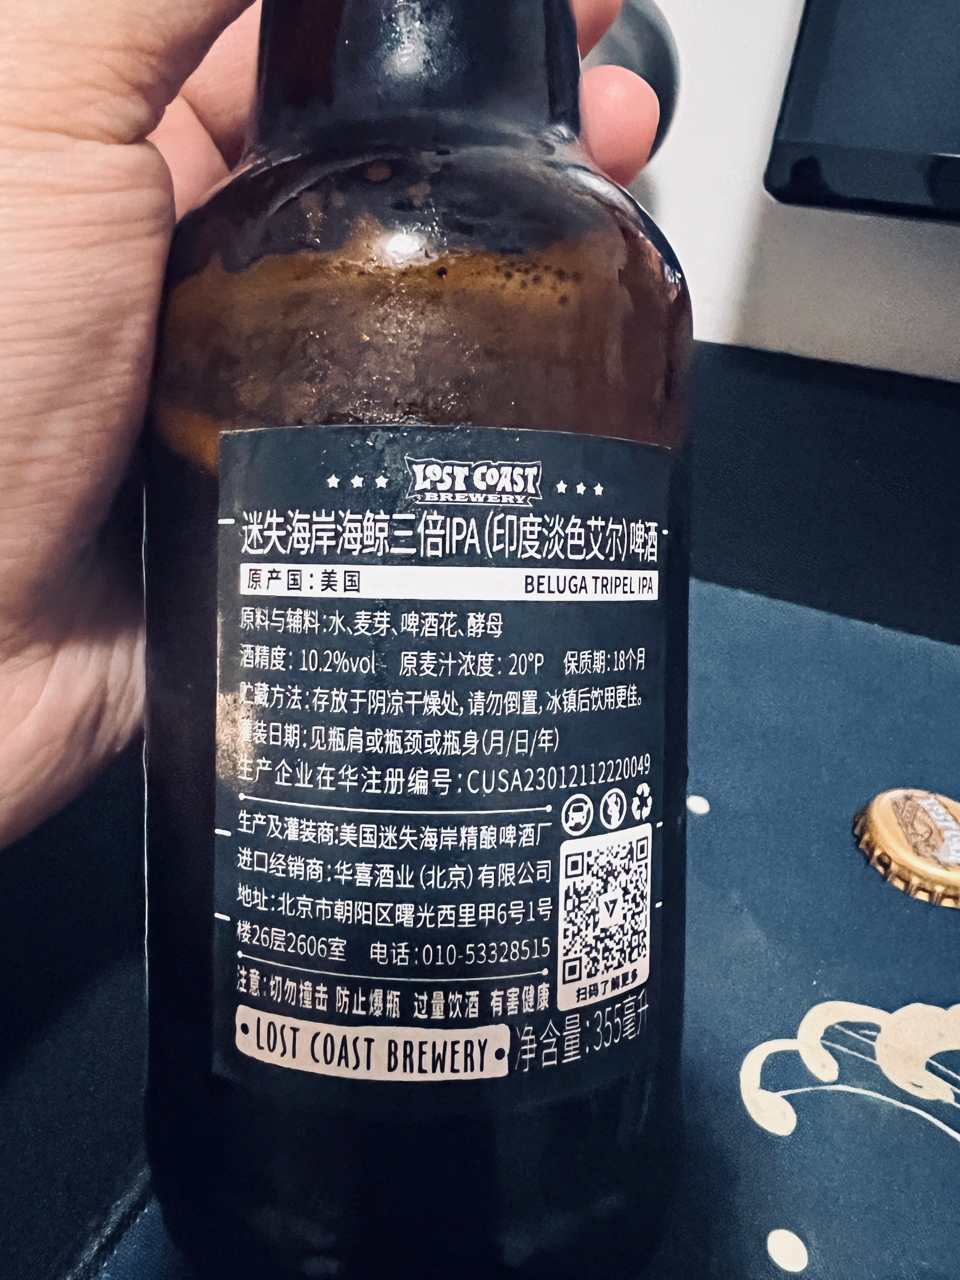 LOST COAST
BREWERY
迷失海岸海鲸三倍IPA(印度淡色艾尔)啤酒
原产国:美国 BELUGA TRIPEL IPA
原料与辅料:水、麦芽、啤酒花、酵母
酒精度: 10.2%vol 原麦汁浓度: 20°P 保质期:18个月
贮藏方法:存放于阴凉干燥处,请勿倒置,冰镇后饮用更佳。
灌装日期:见瓶肩或瓶颈或瓶身(月/日/年)
生产企业在华注册编号:CUSA23012112220049
生产及灌装商:美国迷失海岸精酿啤酒厂
进口经销商:华喜酒业(北京)有限公司
地址:北京市朝阳区曙光西里甲6号1号
楼26层2606室 电话:010-53328515
扫码了解更多
注意:切勿撞击 防止爆瓶 过量饮酒 有害健康
LOST COAST BREWERY
净含量:355毫升